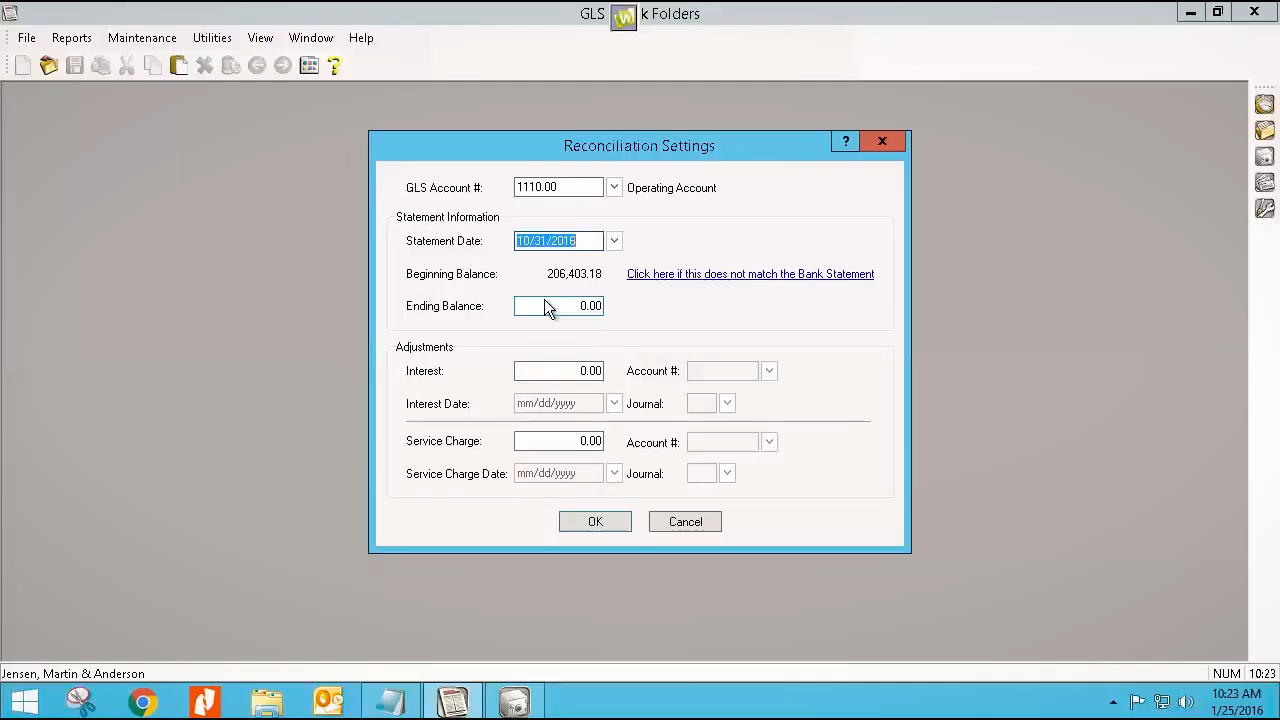 GLS W k Folders
File Reports Maintenance Utilities View Window Help
Reconciliation Settings
GLS Account #: 1110.00 Operating Account
Statement Information
Statement Date: 10/31/2016
Beginning Balance: 206,403.18 Click here if this does not match the Bank Statement
Ending Balance: 0.00
Adjustments
Interest: 0.00 Account #:
Interest Date: mm/dd/yyyy Journal:
Service Charge: 0.00 Account #:
Service Charge Date: mm/dd/yyyy Journal:
OK Cancel
Jensen, Martin & Anderson NUM 10:23
10:23 AM
1/25/2016